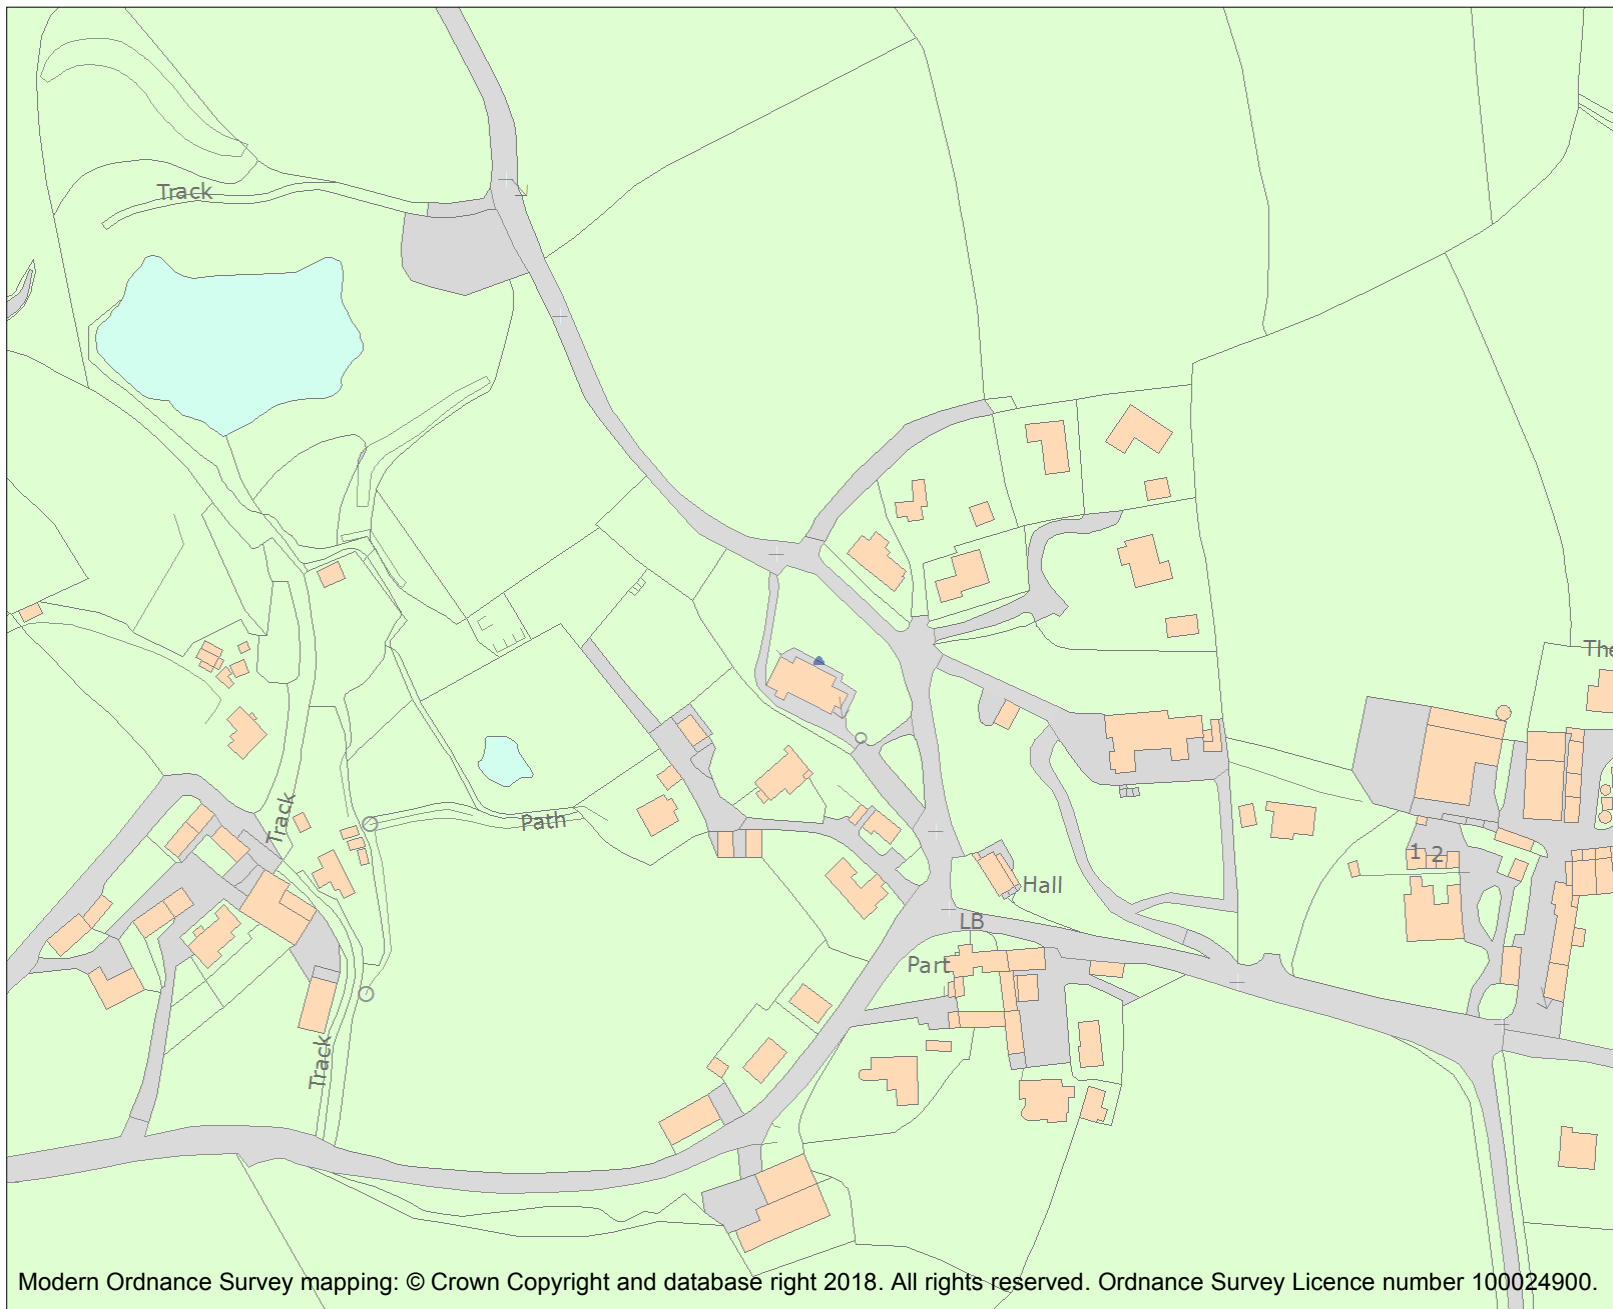 Track
The
Track
Path
1 2
Hall
LB
Part
Track
Modern Ordnance Survey mapping: © Crown Copyright and database right 2018. All rights reserved. Ordnance Survey Licence number 100024900.